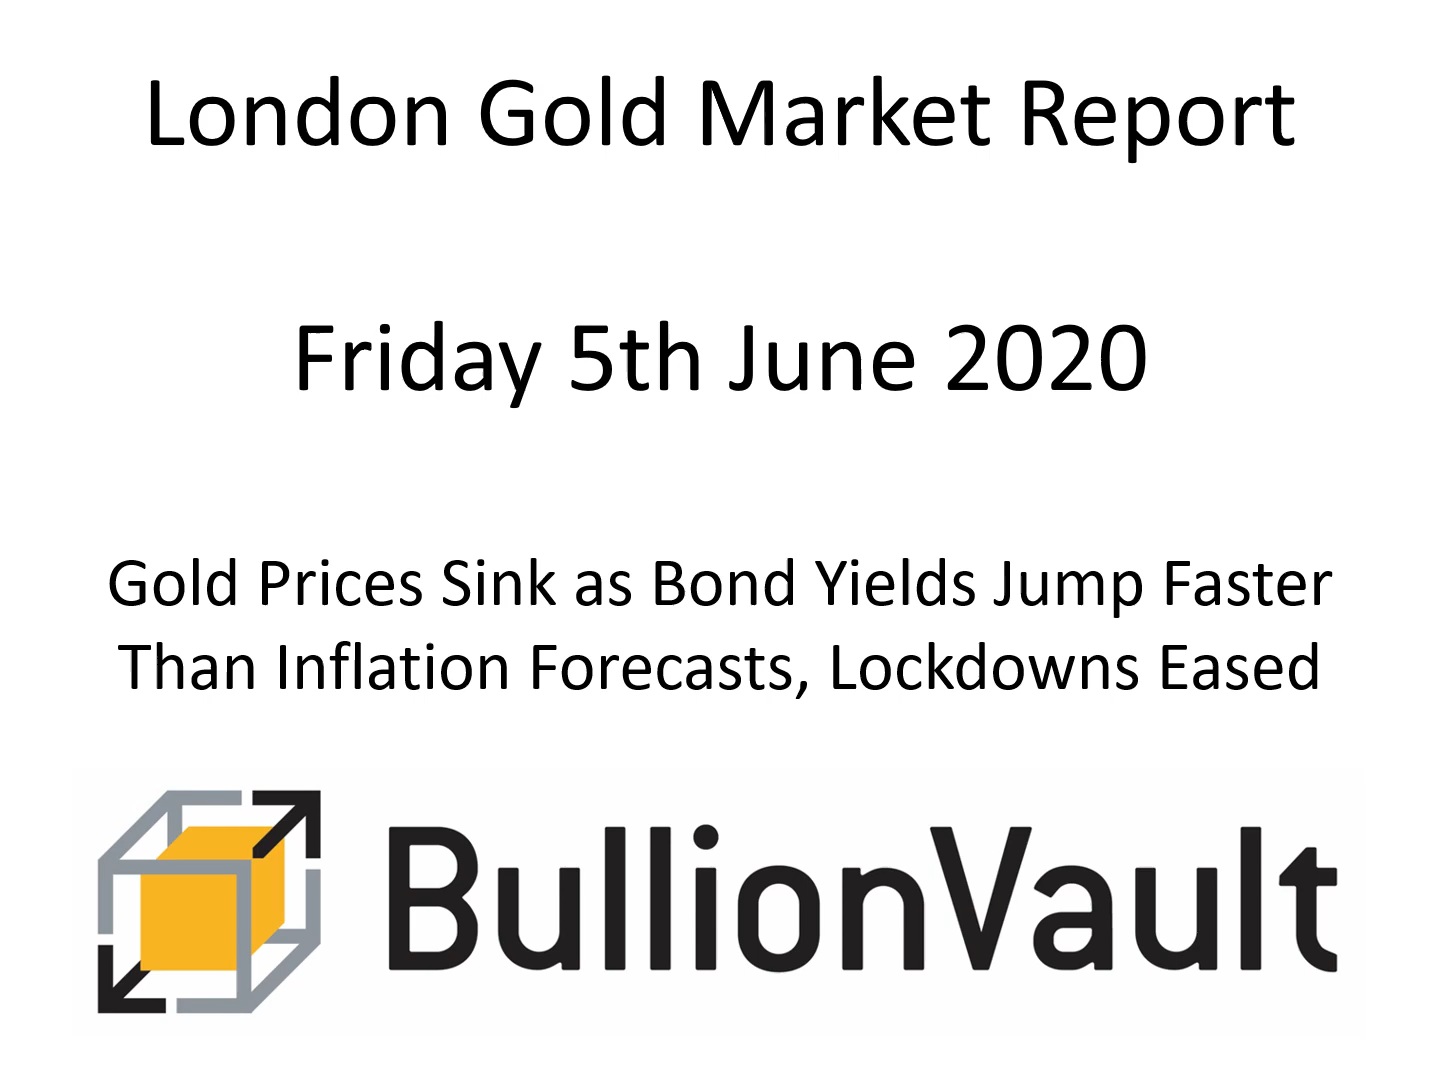 London Gold Market Report
Friday 5th June 2020
Gold Prices Sink as Bond Yields Jump Faster
Than Inflation Forecasts, Lockdowns Eased
BullionVault